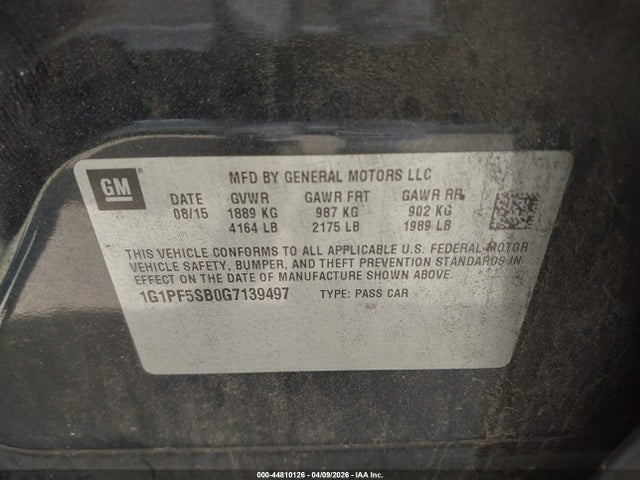 GM
MFD BY GENERAL MOTORS LLC
DATE GVWR GAWR FRT GAWR RR
08/15 1889 KG 987 KG 902 KG
4164 LB 2175 LB 1989 LB
THIS VEHICLE CONFORMS TO ALL APPLICABLE U.S. FEDERAL MOTOR
VEHICLE SAFETY, BUMPER, AND THEFT PREVENTION STANDARDS IN
EFFECT ON THE DATE OF MANUFACTURE SHOWN ABOVE.
1G1PF5SB0G7139497 TYPE: PASS CAR
000-44810126 - 04/09/2026 - IAA Inc.